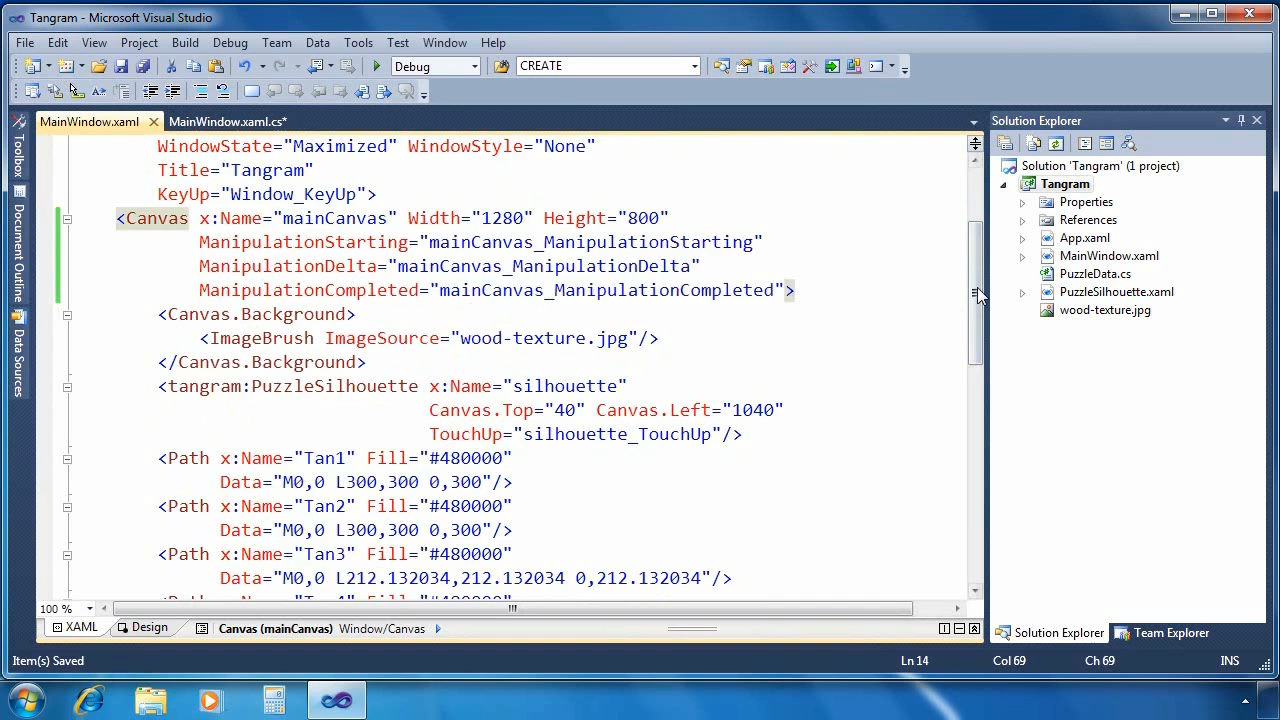 Tangram - Microsoft Visual Studio
File Edit View Project Build Debug Team Data Tools Test Window Help
Debug CREATE
MainWindow.xaml MainWindow.xaml.cs*
WindowState="Maximized" WindowStyle="None"
Title="Tangram"
KeyUp="Window_KeyUp">
<Canvas x:Name="mainCanvas" Width="1280" Height="800"
ManipulationStarting="mainCanvas_ManipulationStarting"
ManipulationDelta="mainCanvas_ManipulationDelta"
ManipulationCompleted="mainCanvas_ManipulationCompleted">
<Canvas.Background>
<ImageBrush ImageSource="wood-texture.jpg"/>
</Canvas.Background>
<tangram:PuzzleSilhouette x:Name="silhouette"
Canvas.Top="40" Canvas.Left="1040"
TouchUp="silhouette_TouchUp"/>
<Path x:Name="Tan1" Fill="#480000"
Data="M0,0 L300,300 0,300"/>
<Path x:Name="Tan2" Fill="#480000"
Data="M0,0 L300,300 0,300"/>
<Path x:Name="Tan3" Fill="#480000"
Data="M0,0 L212.132034,212.132034 0,212.132034"/>
100 %
XAML Design Canvas (mainCanvas) Window/Canvas
Toolbox
Document Outline
Data Sources
Solution Explorer
Solution 'Tangram' (1 project)
Tangram
Properties
References
App.xaml
MainWindow.xaml
PuzzleData.cs
PuzzleSilhouette.xaml
wood-texture.jpg
Solution Explorer Team Explorer
Item(s) Saved Ln 14 Col 69 Ch 69 INS